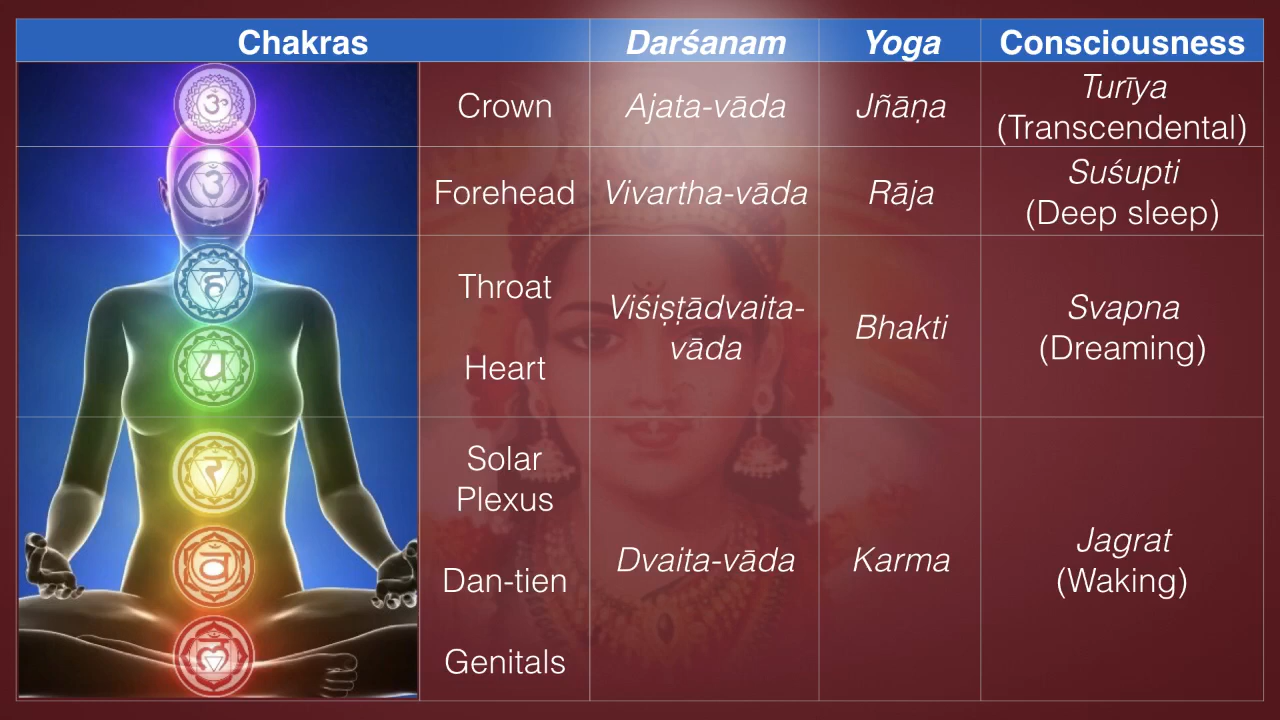 Chakras Darśanam Yoga Consciousness
ॐ
Crown Ajata-vāda Jñāṇa Turīya
(Transcendental)
ॐ
Forehead Vivartha-vāda Rāja Suśupti
(Deep sleep)
हं
Throat
यं
Heart
Viśiṣṭādvaita-
vāda
Bhakti
Svapna
(Dreaming)
रं
Solar
Plexus
वं
Dan-tien
लं
Genitals
Dvaita-vāda
Karma
Jagrat
(Waking)